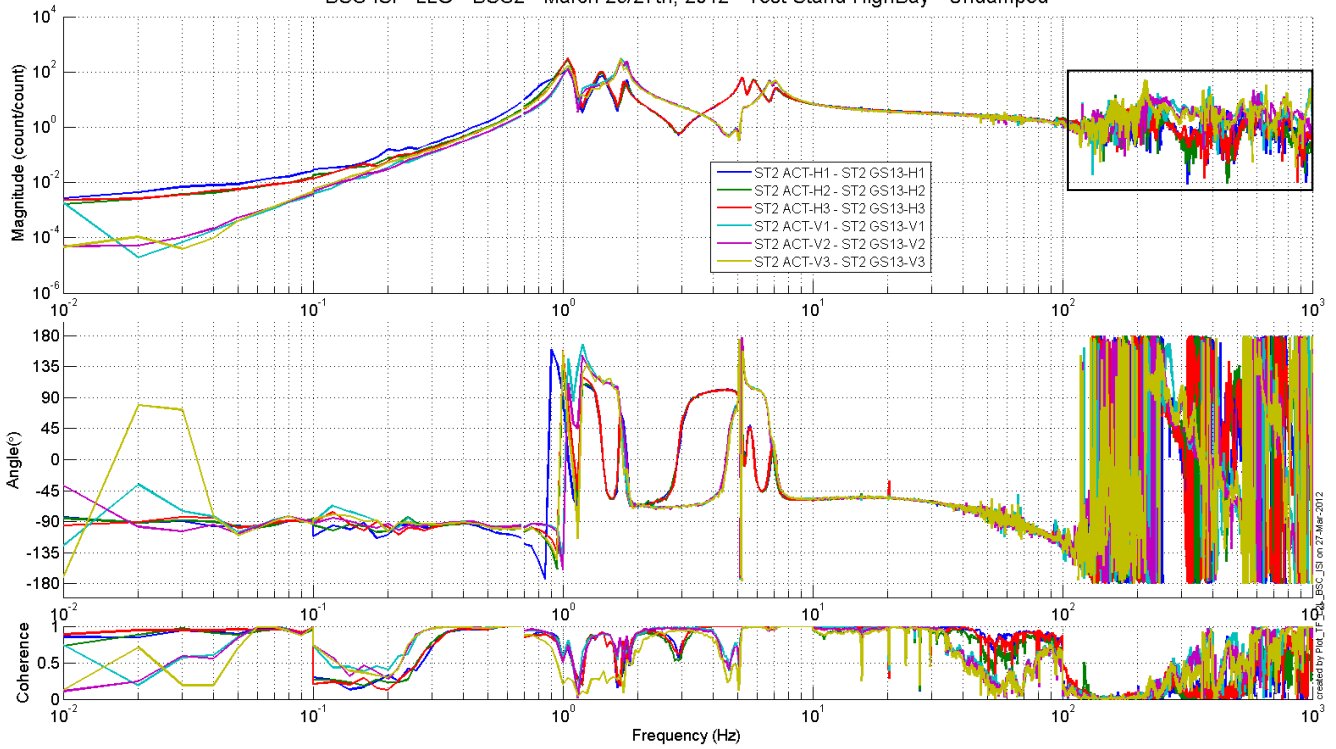 10^4
10^2
10^0
10^-2
10^-4
10^-6
Magnitude (count/count)
ST2 ACT-H1 - ST2 GS13-H1
ST2 ACT-H2 - ST2 GS13-H2
ST2 ACT-H3 - ST2 GS13-H3
ST2 ACT-V1 - ST2 GS13-V1
ST2 ACT-V2 - ST2 GS13-V2
ST2 ACT-V3 - ST2 GS13-V3
10^-2 10^-1 10^0 10^1 10^2 10^3
180
135
90
45
0
-45
-90
-135
-180
Angle(°)
10^-2 10^-1 10^0 10^1 10^2 10^3
1
0.5
0
Coherence
10^-2 10^-1 10^0 10^1 10^2 10^3
Frequency (Hz)
BSC_ISI on 27-Mar-2012